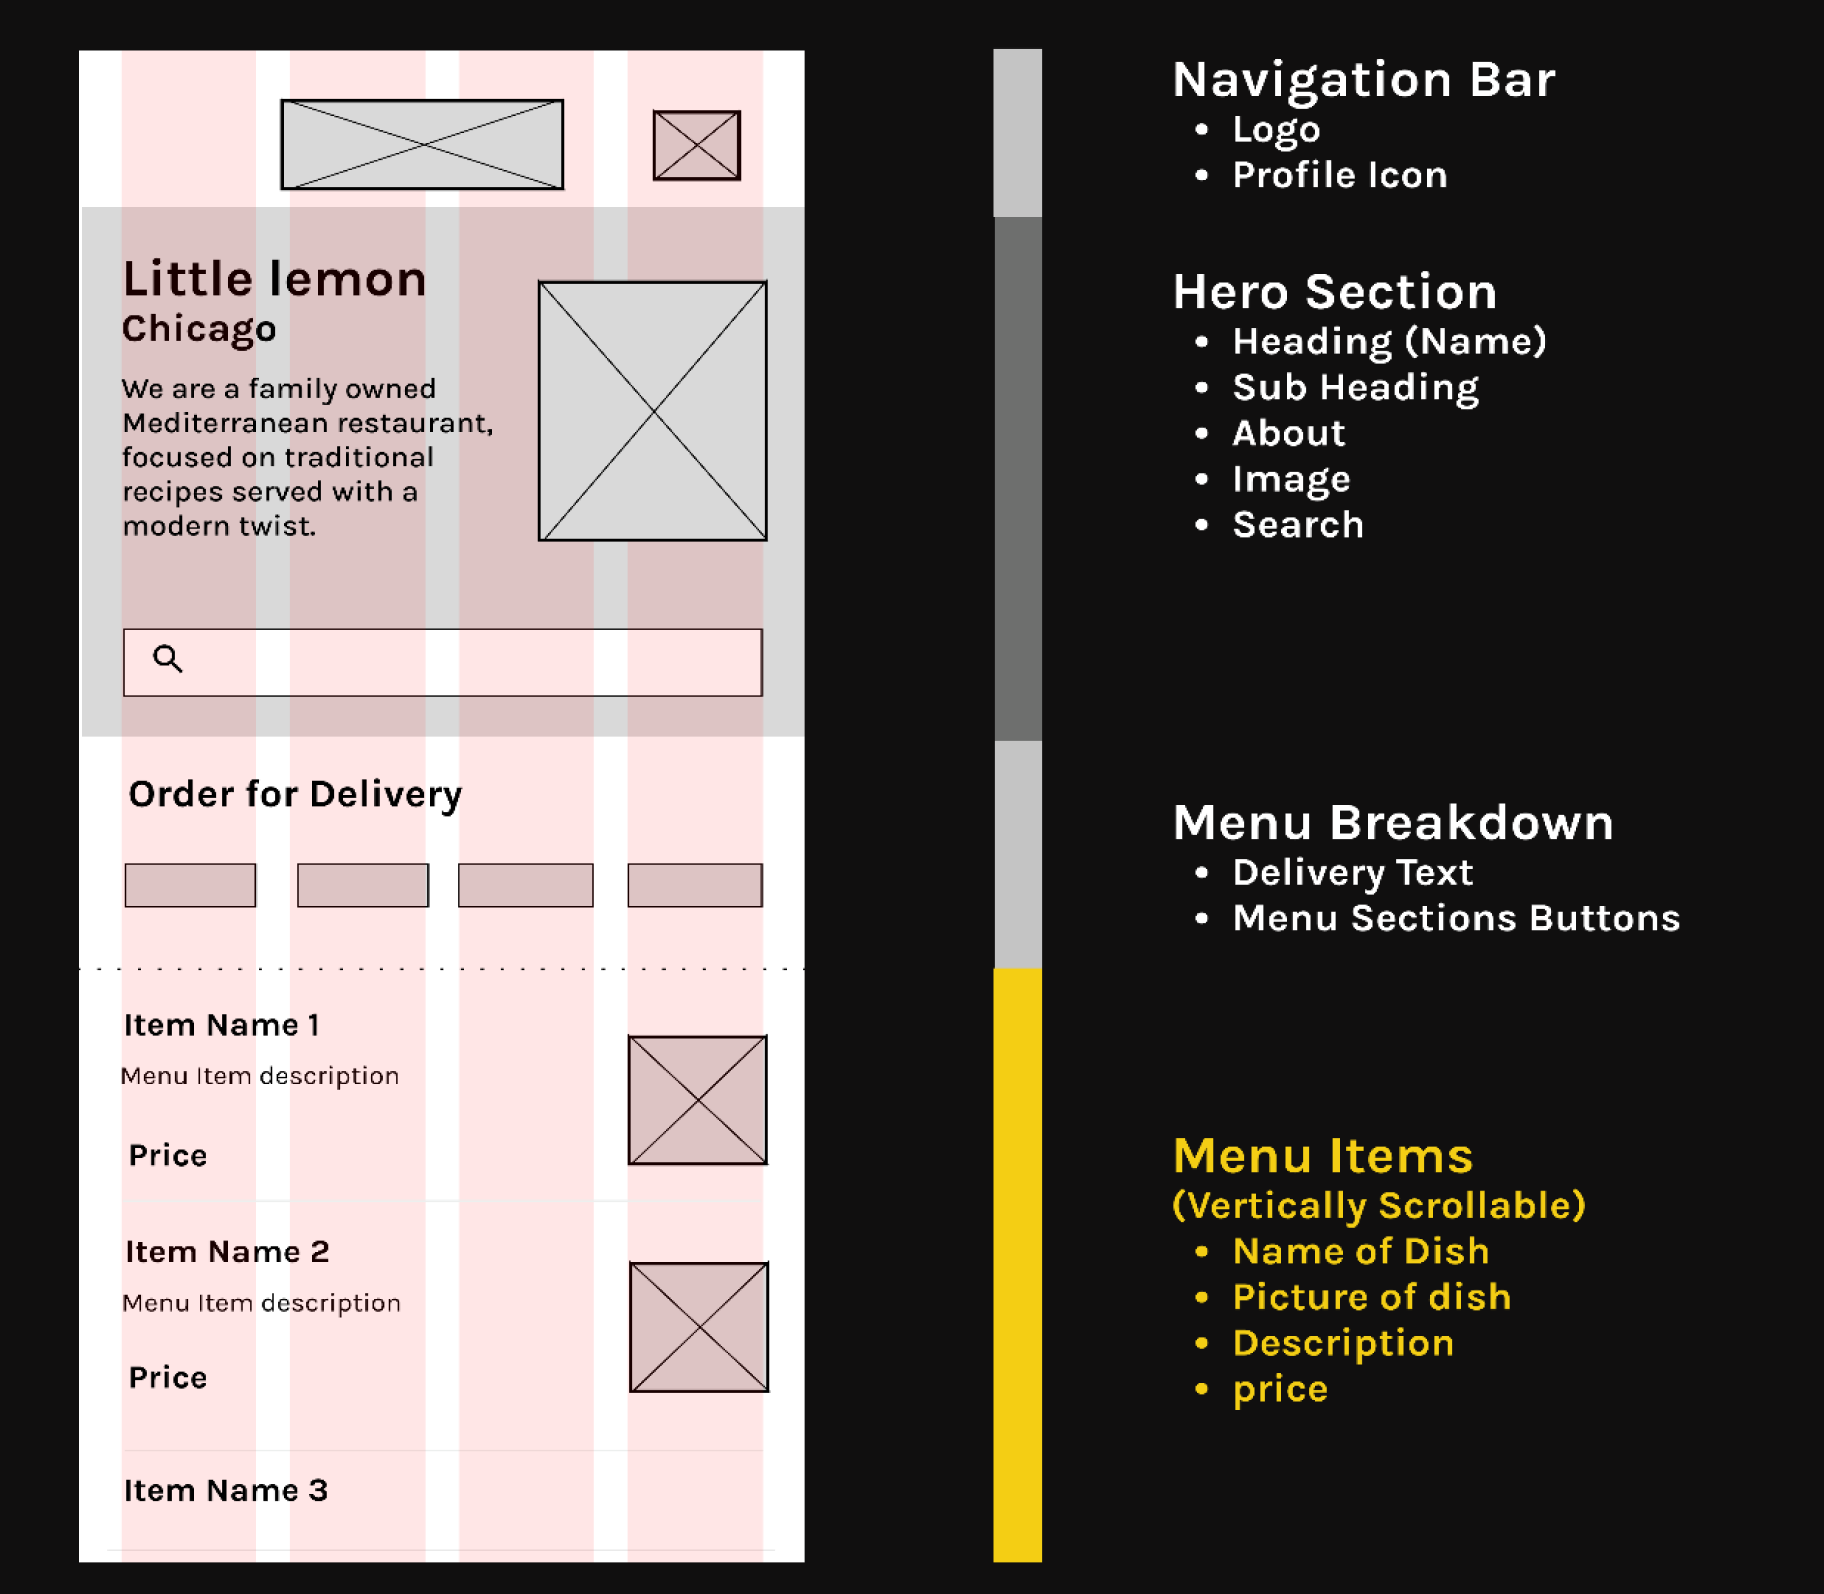 Little lemon
Chicago
We are a family owned
Mediterranean restaurant,
focused on traditional
recipes served with a
modern twist.
Order for Delivery
Item Name 1
Menu Item description
Price
Item Name 2
Menu Item description
Price
Item Name 3
Navigation Bar
• Logo
• Profile Icon
Hero Section
• Heading (Name)
• Sub Heading
• About
• Image
• Search
Menu Breakdown
• Delivery Text
• Menu Sections Buttons
Menu Items
(Vertically Scrollable)
• Name of Dish
• Picture of dish
• Description
• price